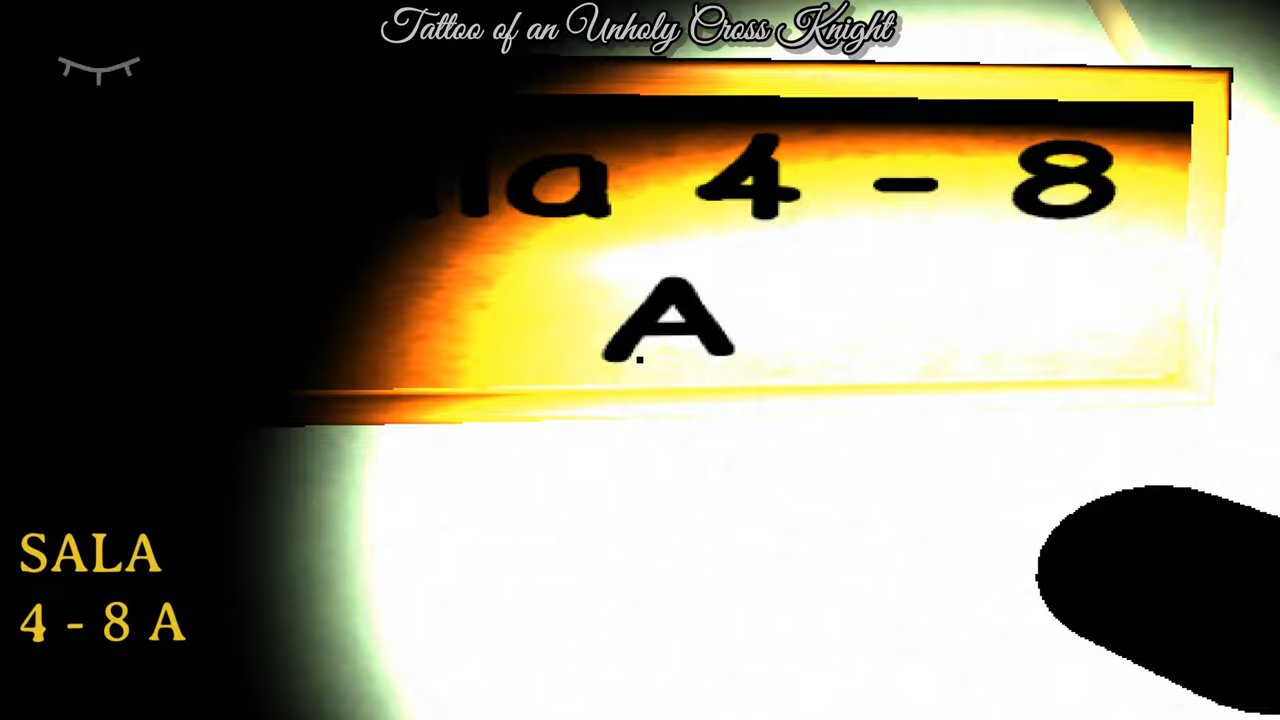 Tattoo of an Unholy Cross Knight
la 4 - 8
A
SALA
4 - 8 A